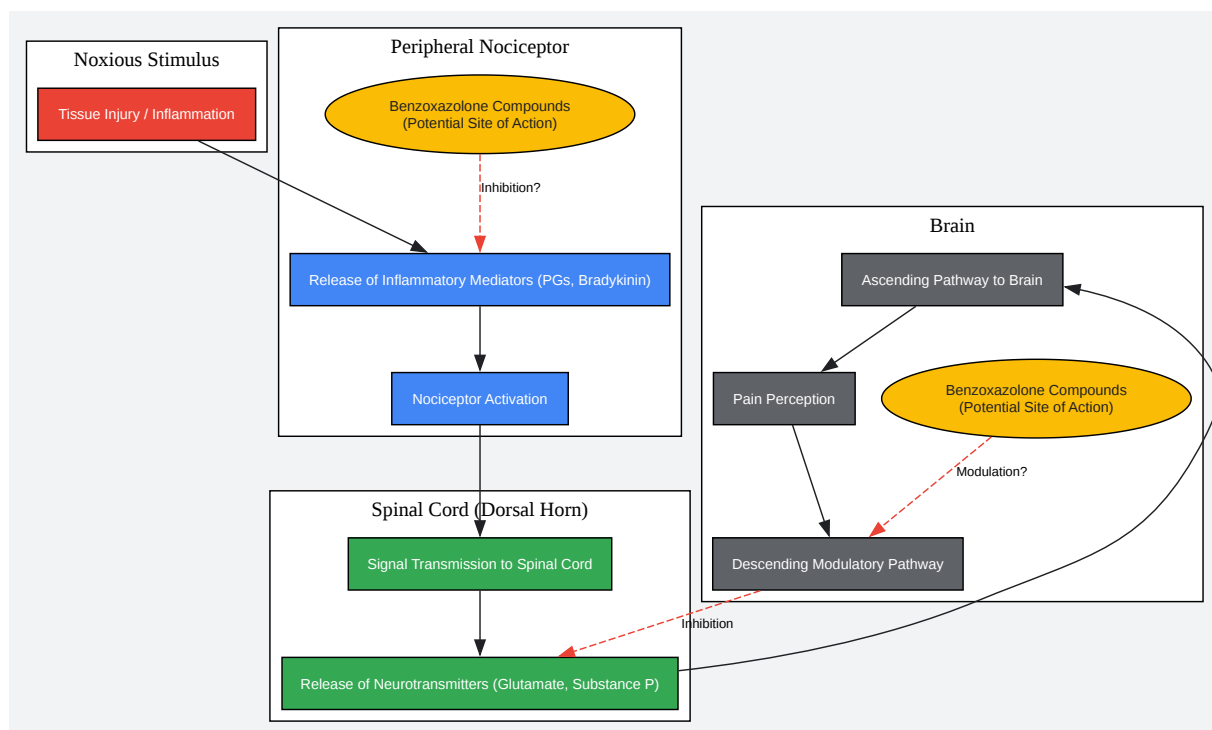 Noxious Stimulus
Tissue Injury / Inflammation
Peripheral Nociceptor
Benzoxazolone Compounds
(Potential Site of Action)
Inhibition?
Release of Inflammatory Mediators (PGs, Bradykinin)
Nociceptor Activation
Spinal Cord (Dorsal Horn)
Signal Transmission to Spinal Cord
Release of Neurotransmitters (Glutamate, Substance P)
Brain
Ascending Pathway to Brain
Pain Perception
Benzoxazolone Compounds
(Potential Site of Action)
Modulation?
Descending Modulatory Pathway
Inhibition